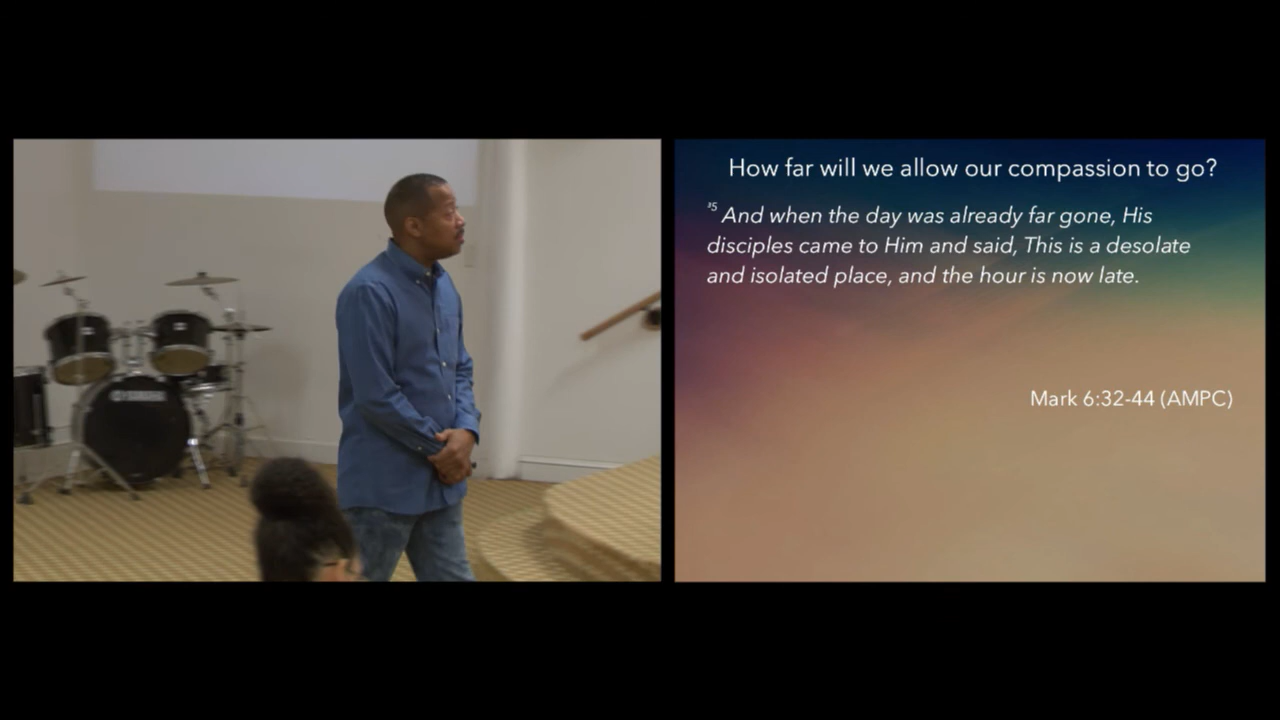 How far will we allow our compassion to go?
³⁵ And when the day was already far gone, His
disciples came to Him and said, This is a desolate
and isolated place, and the hour is now late.
Mark 6:32-44 (AMPC)
YAMAHA